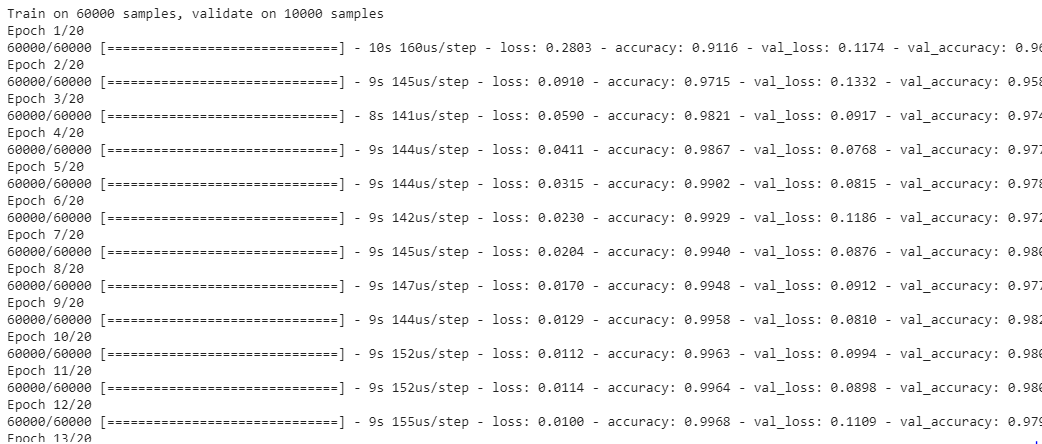 Train on 60000 samples, validate on 10000 samples
Epoch 1/20
60000/60000 [==============================] - 10s 160us/step - loss: 0.2803 - accuracy: 0.9116 - val_loss: 0.1174 - val_accuracy: 0.96
Epoch 2/20
60000/60000 [==============================] - 9s 145us/step - loss: 0.0910 - accuracy: 0.9715 - val_loss: 0.1332 - val_accuracy: 0.958
Epoch 3/20
60000/60000 [==============================] - 8s 141us/step - loss: 0.0590 - accuracy: 0.9821 - val_loss: 0.0917 - val_accuracy: 0.974
Epoch 4/20
60000/60000 [==============================] - 9s 144us/step - loss: 0.0411 - accuracy: 0.9867 - val_loss: 0.0768 - val_accuracy: 0.977
Epoch 5/20
60000/60000 [==============================] - 9s 144us/step - loss: 0.0315 - accuracy: 0.9902 - val_loss: 0.0815 - val_accuracy: 0.978
Epoch 6/20
60000/60000 [==============================] - 9s 142us/step - loss: 0.0230 - accuracy: 0.9929 - val_loss: 0.1186 - val_accuracy: 0.972
Epoch 7/20
60000/60000 [==============================] - 9s 145us/step - loss: 0.0204 - accuracy: 0.9940 - val_loss: 0.0876 - val_accuracy: 0.980
Epoch 8/20
60000/60000 [==============================] - 9s 147us/step - loss: 0.0170 - accuracy: 0.9948 - val_loss: 0.0912 - val_accuracy: 0.977
Epoch 9/20
60000/60000 [==============================] - 9s 144us/step - loss: 0.0129 - accuracy: 0.9958 - val_loss: 0.0810 - val_accuracy: 0.982
Epoch 10/20
60000/60000 [==============================] - 9s 152us/step - loss: 0.0112 - accuracy: 0.9963 - val_loss: 0.0994 - val_accuracy: 0.980
Epoch 11/20
60000/60000 [==============================] - 9s 152us/step - loss: 0.0114 - accuracy: 0.9964 - val_loss: 0.0898 - val_accuracy: 0.980
Epoch 12/20
60000/60000 [==============================] - 9s 155us/step - loss: 0.0100 - accuracy: 0.9968 - val_loss: 0.1109 - val_accuracy: 0.979
Epoch 13/20